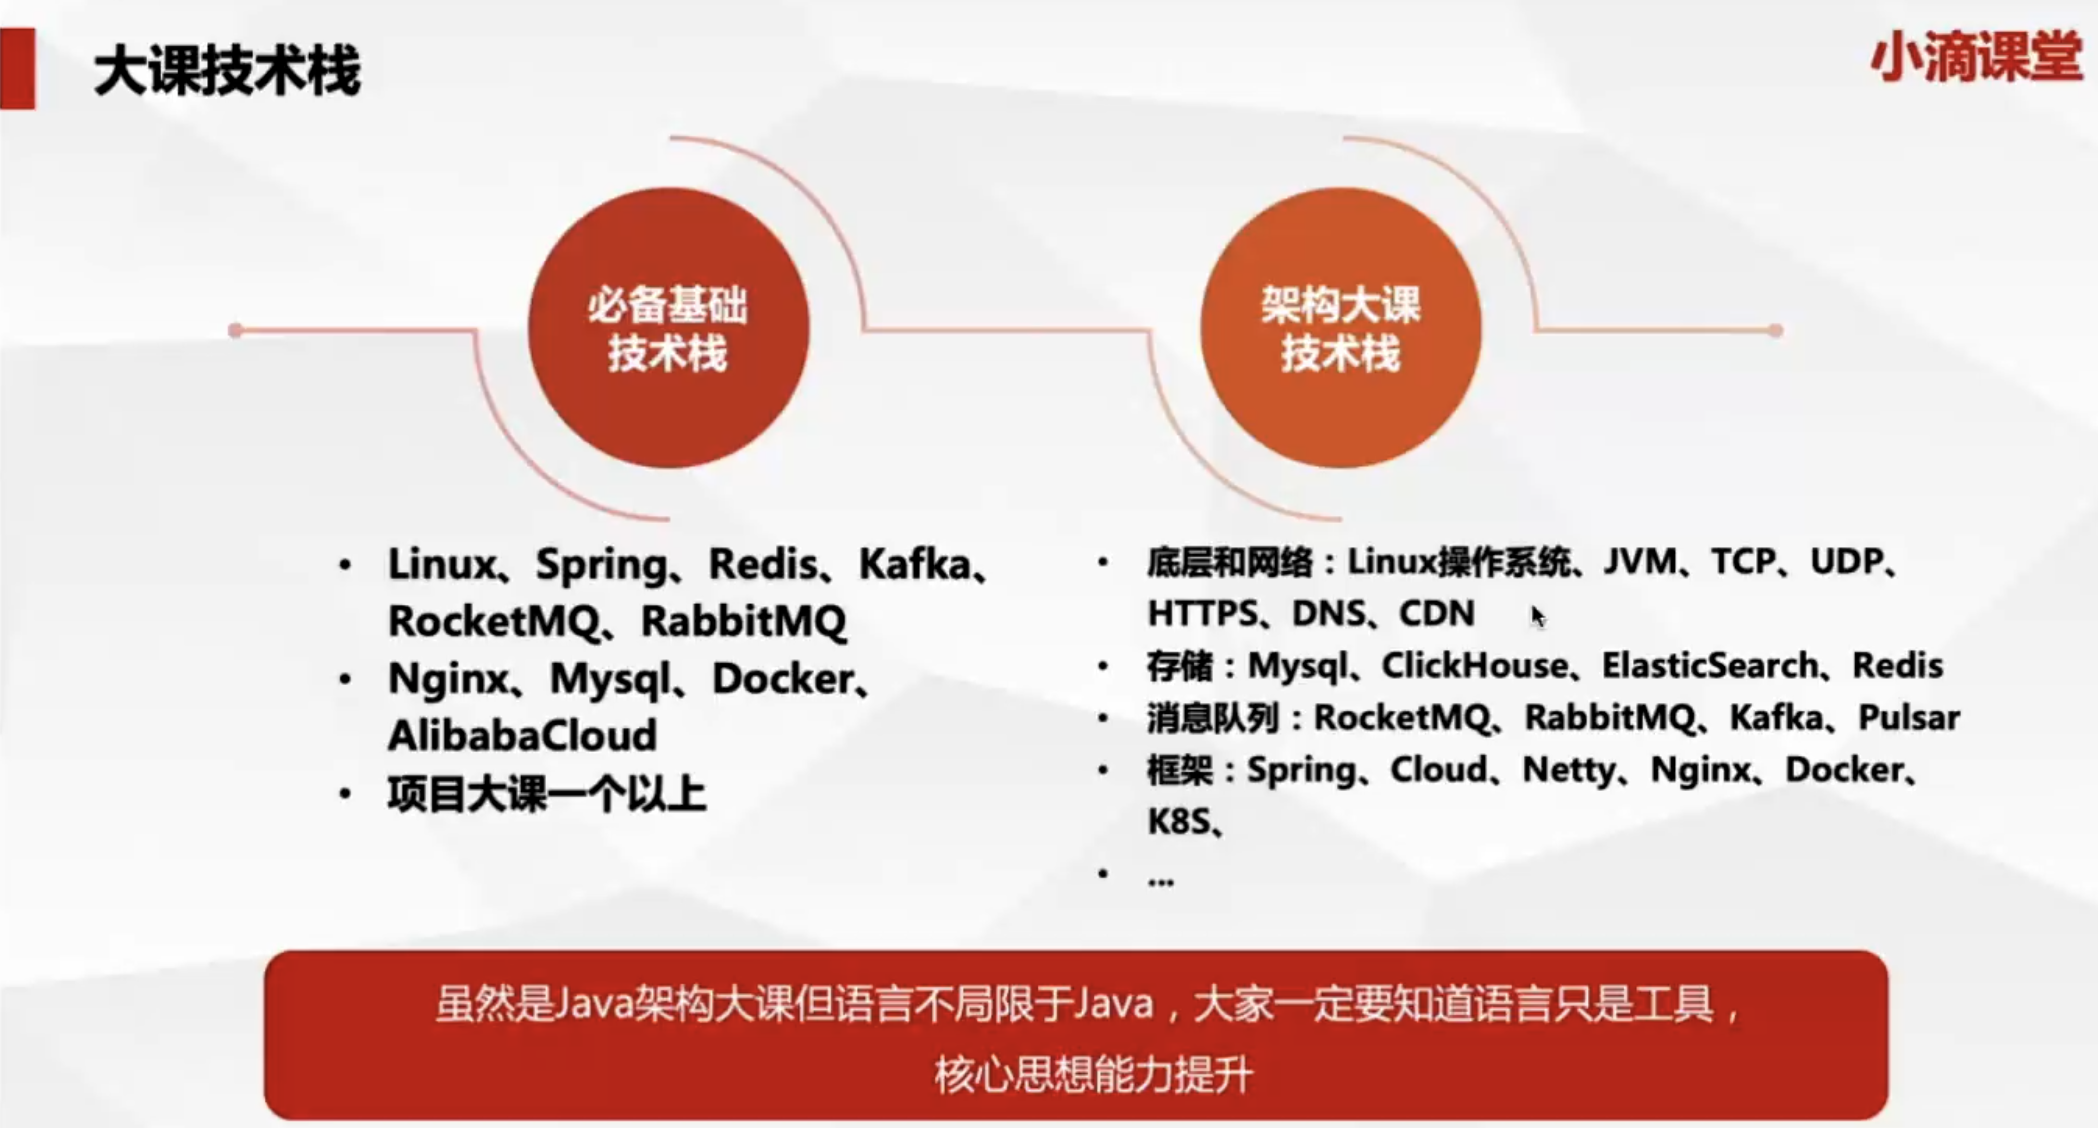 大课技术栈
小滴课堂
必备基础
技术栈
架构大课
技术栈
• Linux、Spring、Redis、Kafka、
RocketMQ、RabbitMQ
• Nginx、Mysql、Docker、
AlibabaCloud
• 项目大课一个以上
• 底层和网络：Linux操作系统、JVM、TCP、UDP、
HTTPS、DNS、CDN
• 存储：Mysql、ClickHouse、ElasticSearch、Redis
• 消息队列：RocketMQ、RabbitMQ、Kafka、Pulsar
• 框架：Spring、Cloud、Netty、Nginx、Docker、
K8S、
• ...
虽然是Java架构大课但语言不局限于Java，大家一定要知道语言只是工具，
核心思想能力提升